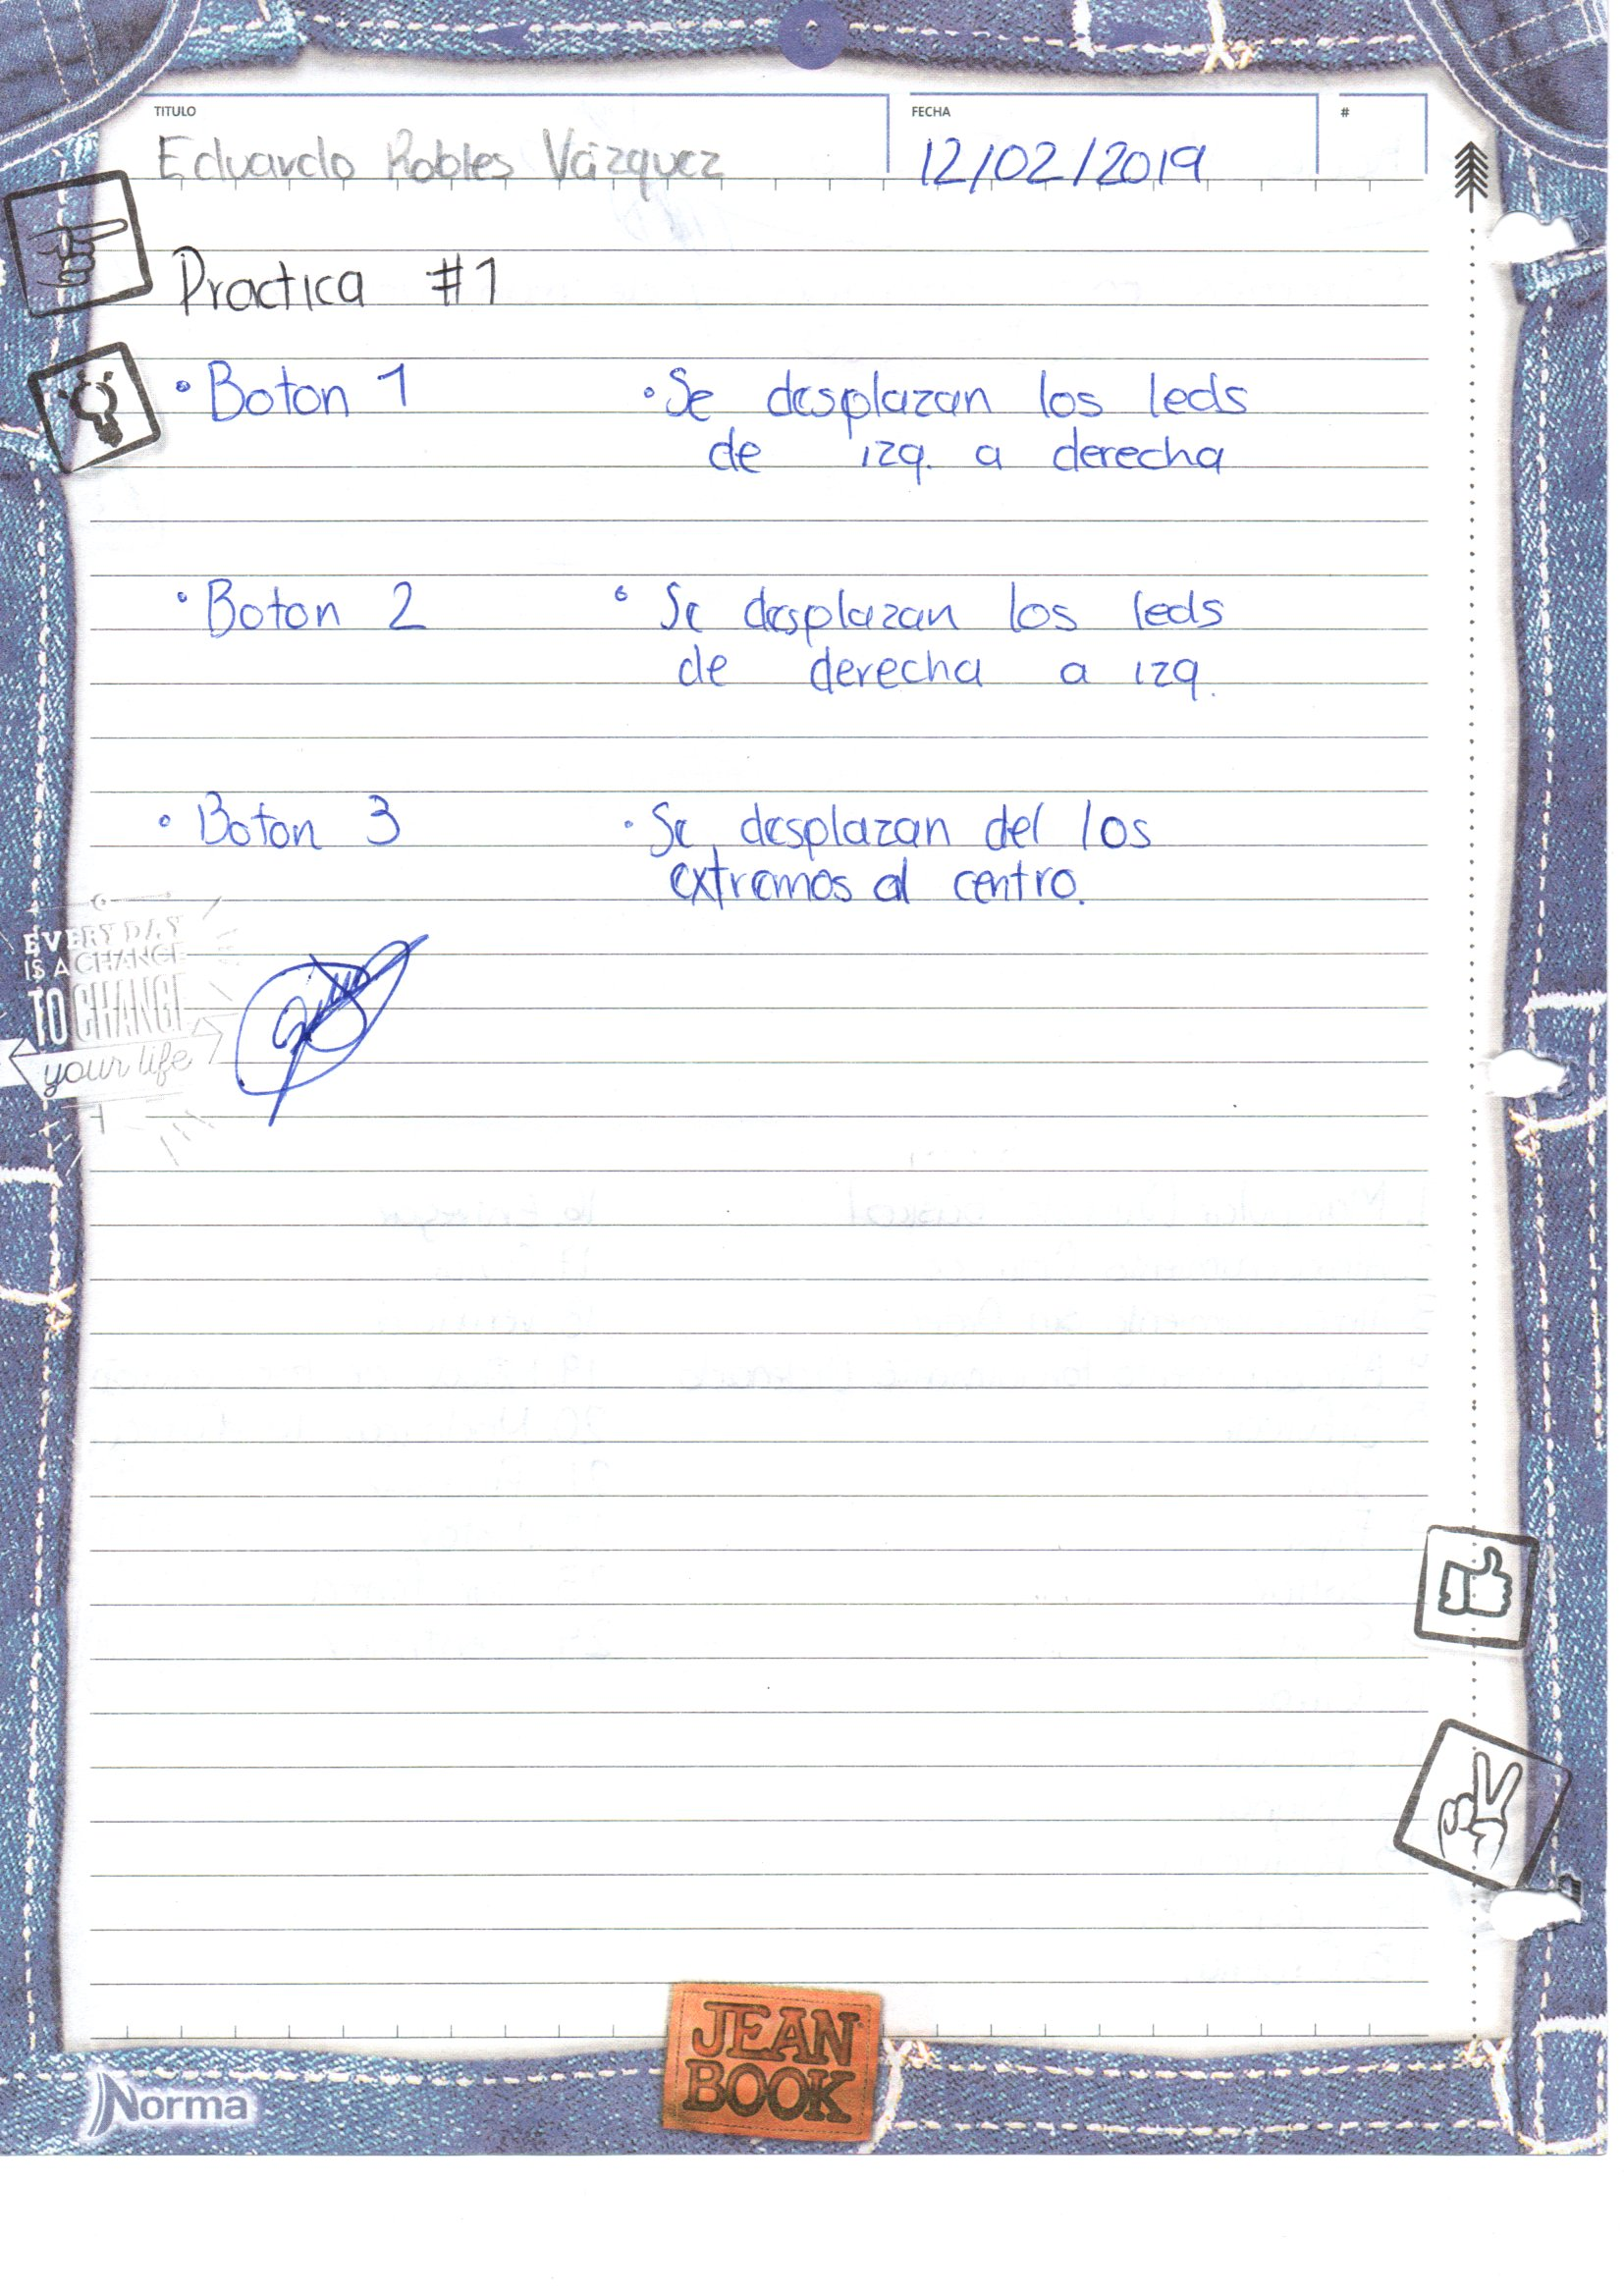 TITULO
Eduardo Robles Vázquez
FECHA
12/02/2019
#
Practica #1
• Boton 1 • Se desplazan los leds
de izq. a derecha
• Boton 2 • Se desplazan los leds
de derecha a izq.
• Boton 3 • Se desplazan del los
extremos al centro.
EVERY DAY
IS A CHANCE
TO CHANGE
your life
JEAN
BOOK
Norma